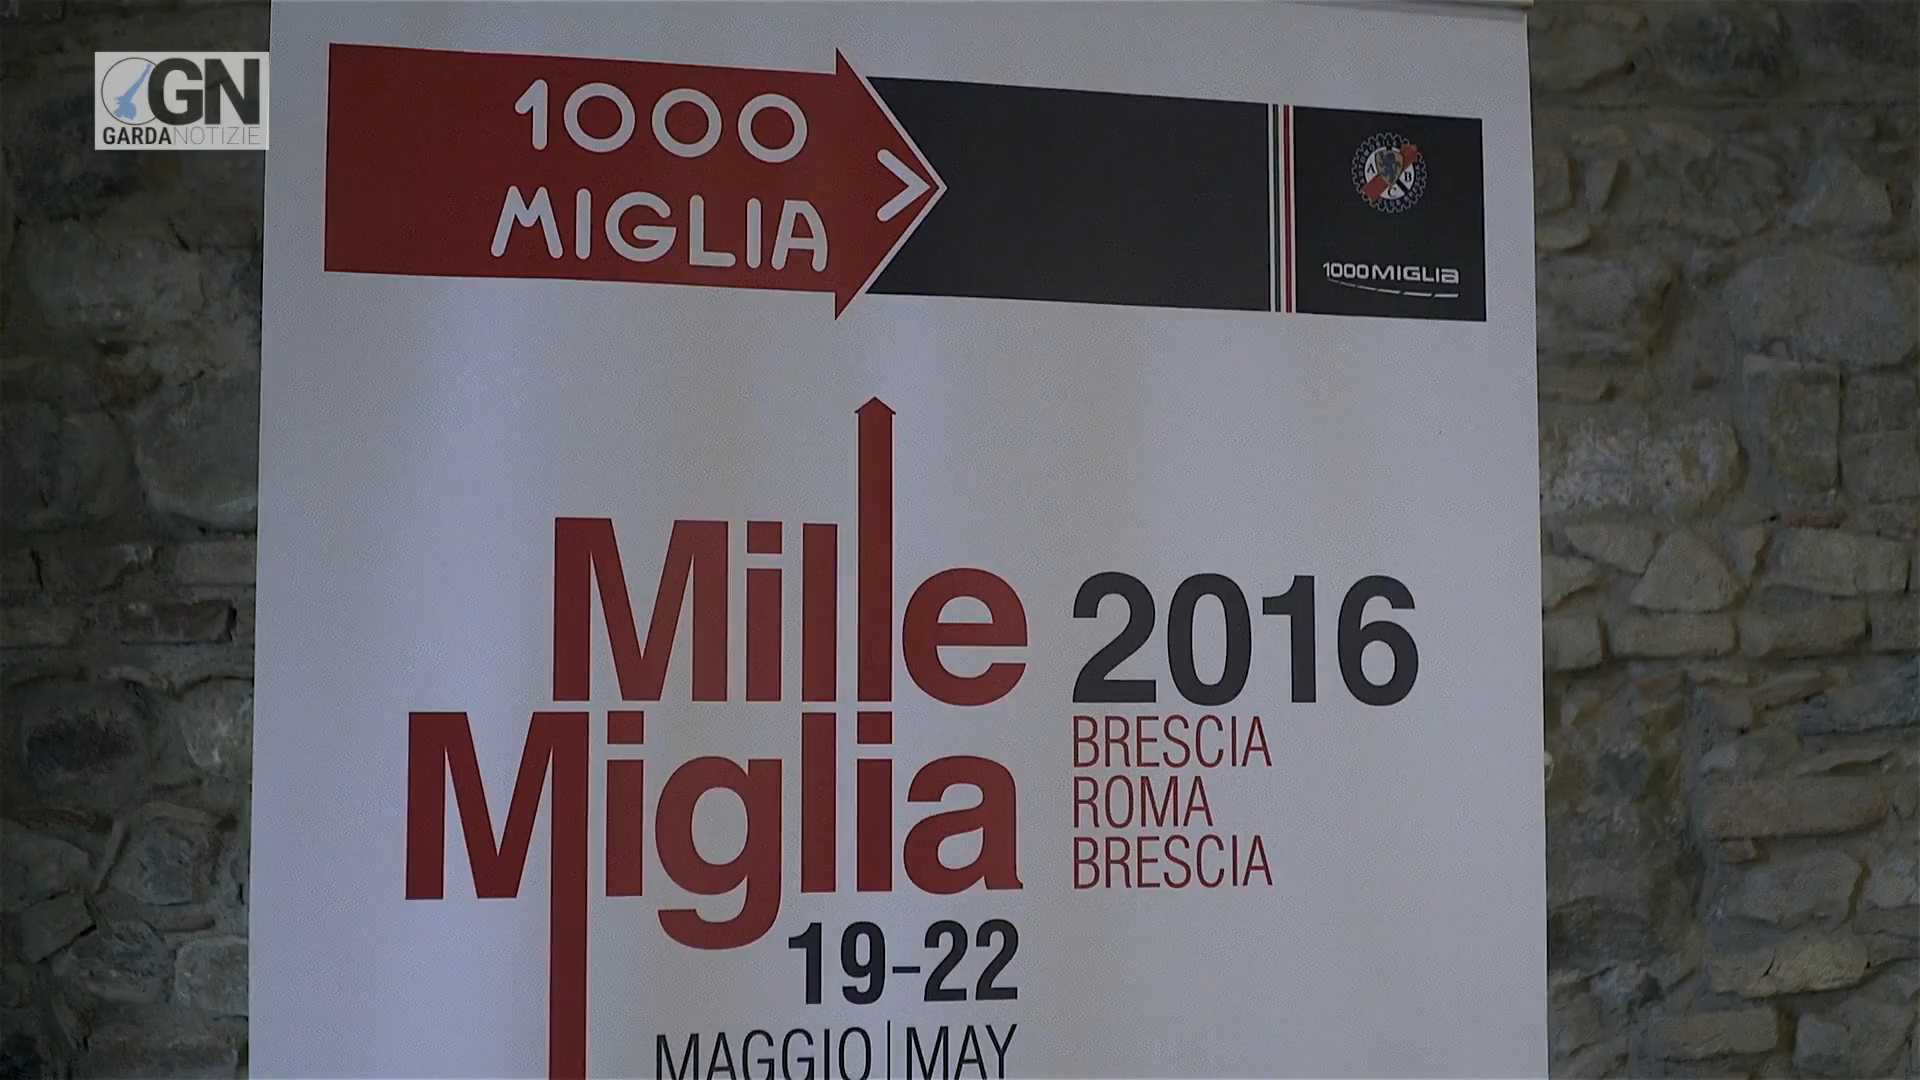 GN
GARDANOTIZIE
1000
MIGLIA
A B
C
1000MIGLIA
Mille
Miglia
2016
BRESCIA
ROMA
BRESCIA
19-22
MAGGIO|MAY